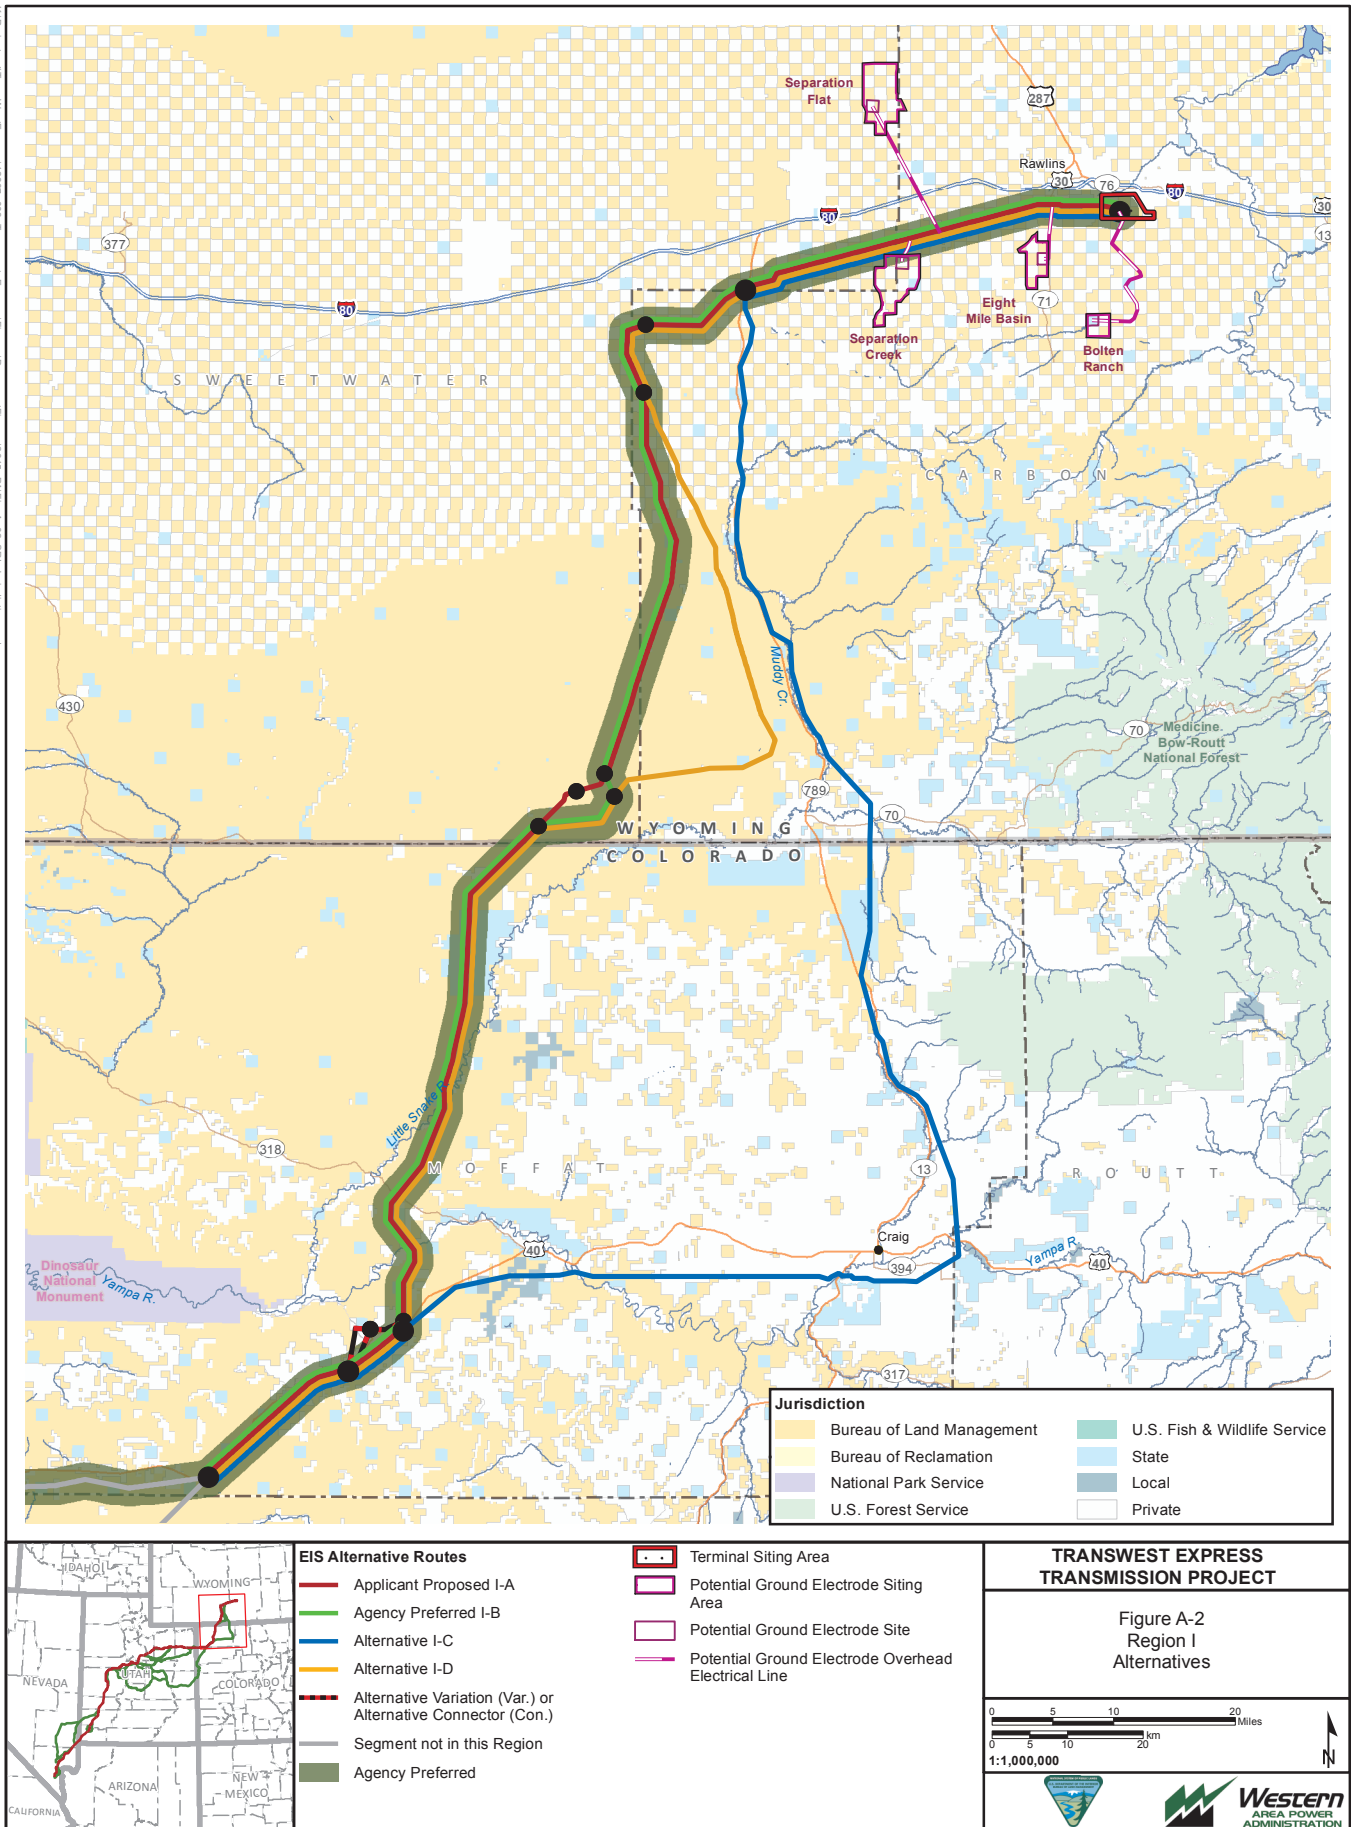 Separation
Flat
287
Rawlins
30
76
80
30
13
80
377
80
Eight
Mile Basin
71
Separation
Creek
Bolten
Ranch
SWEETWATER
CARBON
Muddy Cr.
430
70
Medicine
Bow-Routt
National Forest
789
70
WYOMING
COLORADO
Little Snake R.
318
MOFFAT
13
ROUTT
Craig
40
394
Yampa R.
40
Dinosaur
National
Monument
Yampa R.
317
Jurisdiction
Bureau of Land Management
Bureau of Reclamation
National Park Service
U.S. Forest Service
U.S. Fish & Wildlife Service
State
Local
Private
IDAHO
WYOMING
NEVADA
UTAH
COLORADO
ARIZONA
NEW
MEXICO
CALIFORNIA
EIS Alternative Routes
Applicant Proposed I-A
Agency Preferred I-B
Alternative I-C
Alternative I-D
Alternative Variation (Var.) or
Alternative Connector (Con.)
Segment not in this Region
Agency Preferred
Terminal Siting Area
Potential Ground Electrode Siting
Area
Potential Ground Electrode Site
Potential Ground Electrode Overhead
Electrical Line
TRANSWEST EXPRESS
TRANSMISSION PROJECT
Figure A-2
Region I
Alternatives
0 5 10 20
Miles
0 5 10 20
km
1:1,000,000
N
Western
AREA POWER
ADMINISTRATION